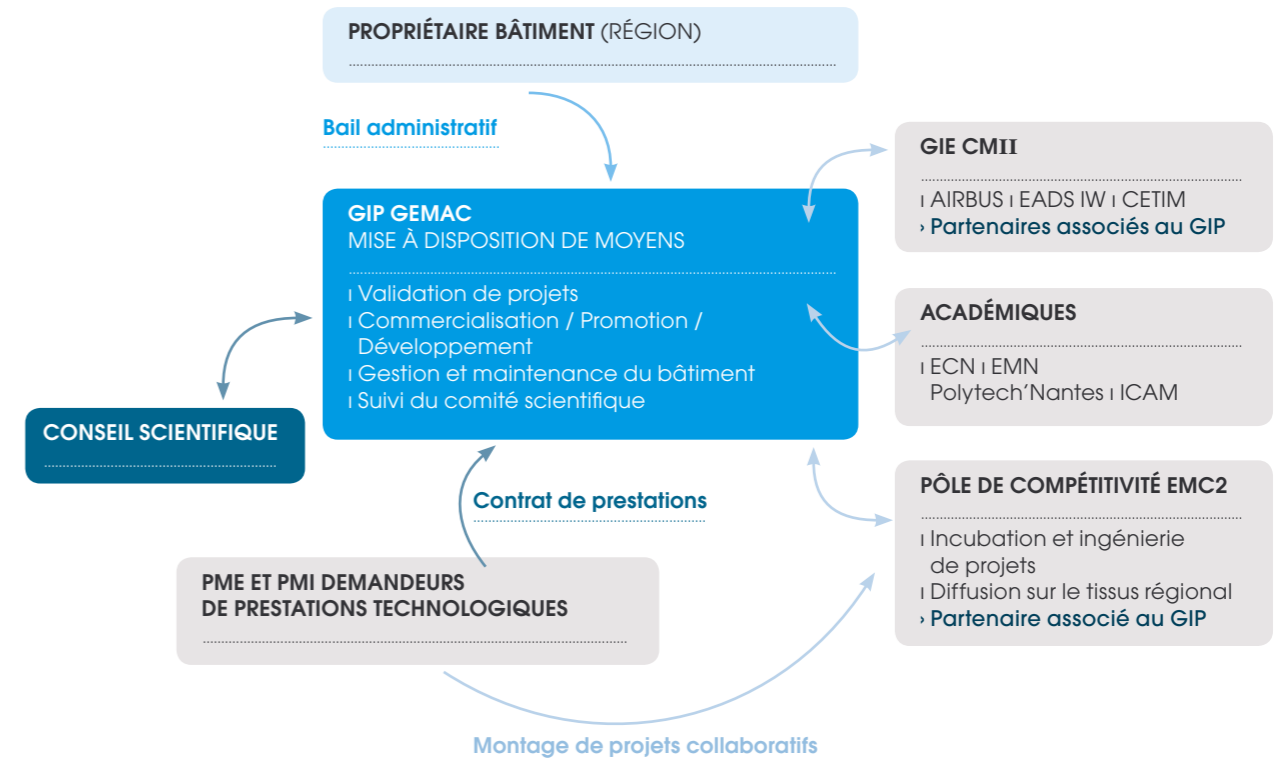 PROPRIÉTAIRE BÂTIMENT (RÉGION)
Bail administratif
GIP GEMAC
MISE À DISPOSITION DE MOYENS
ı Validation de projets
ı Commercialisation / Promotion /
Développement
ı Gestion et maintenance du bâtiment
ı Suivi du comité scientifique
GIE CMII
ı AIRBUS ı EADS IW ı CETIM
› Partenaires associés au GIP
ACADÉMIQUES
ı ECN ı EMN
Polytech’Nantes ı ICAM
CONSEIL SCIENTIFIQUE
PÔLE DE COMPÉTITIVITÉ EMC2
ı Incubation et ingénierie
de projets
ı Diffusion sur le tissus régional
› Partenaire associé au GIP
Contrat de prestations
PME ET PMI DEMANDEURS
DE PRESTATIONS TECHNOLOGIQUES
Montage de projets collaboratifs